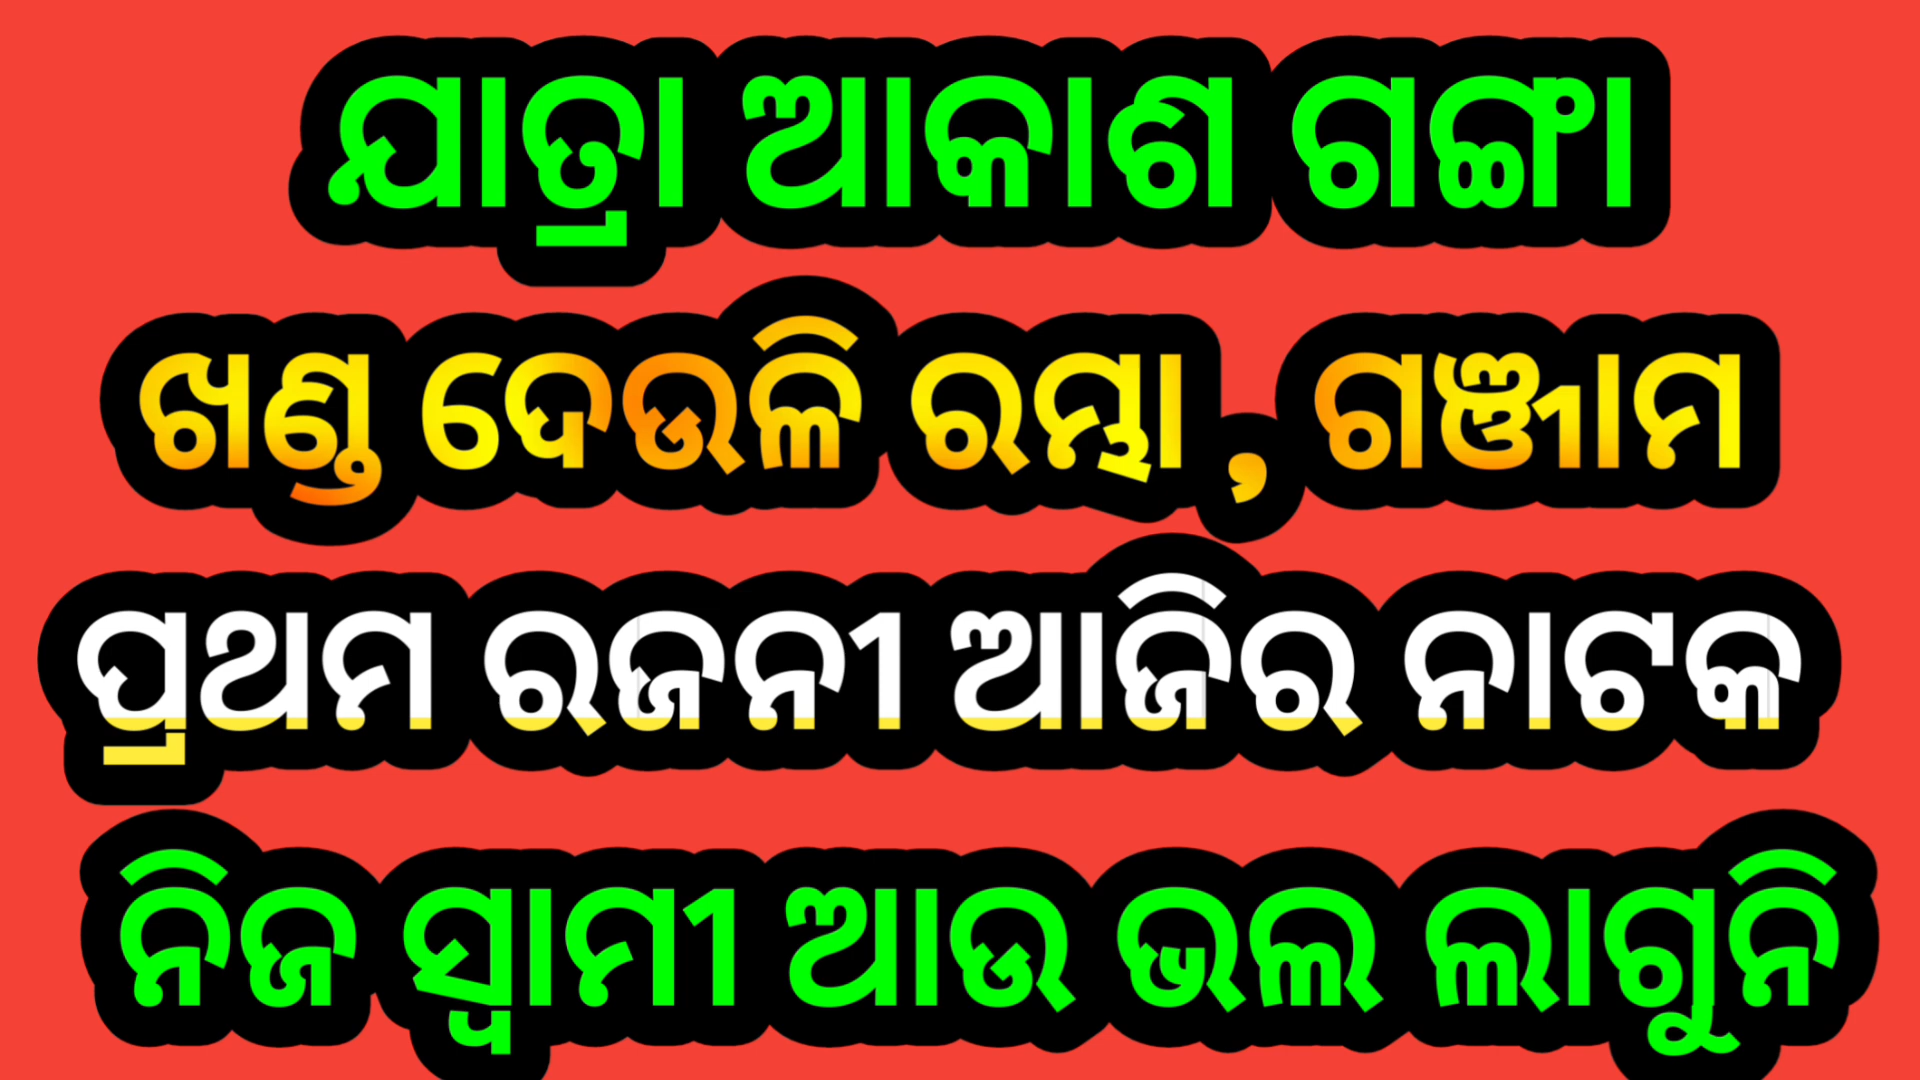 ଯାତ୍ରା ଆକାଶ ଗଙ୍ଗା
ଖଣ୍ଡ ଦେଉଳି ରମ୍ଭା , ଗଞ୍ଜାମ
ପ୍ରଥମ ରଜନୀ ଆଜିର ନାଟକ
ନିଜ ସ୍ୱାମୀ ଆଉ ଭଲ ଲାଗୁନି